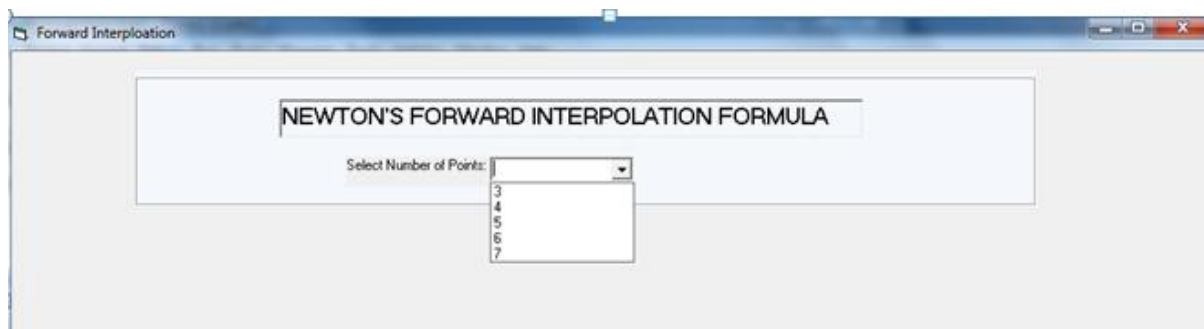 Forward Interploation
NEWTON'S FORWARD INTERPOLATION FORMULA
Select Number of Points:
3
4
5
6
7